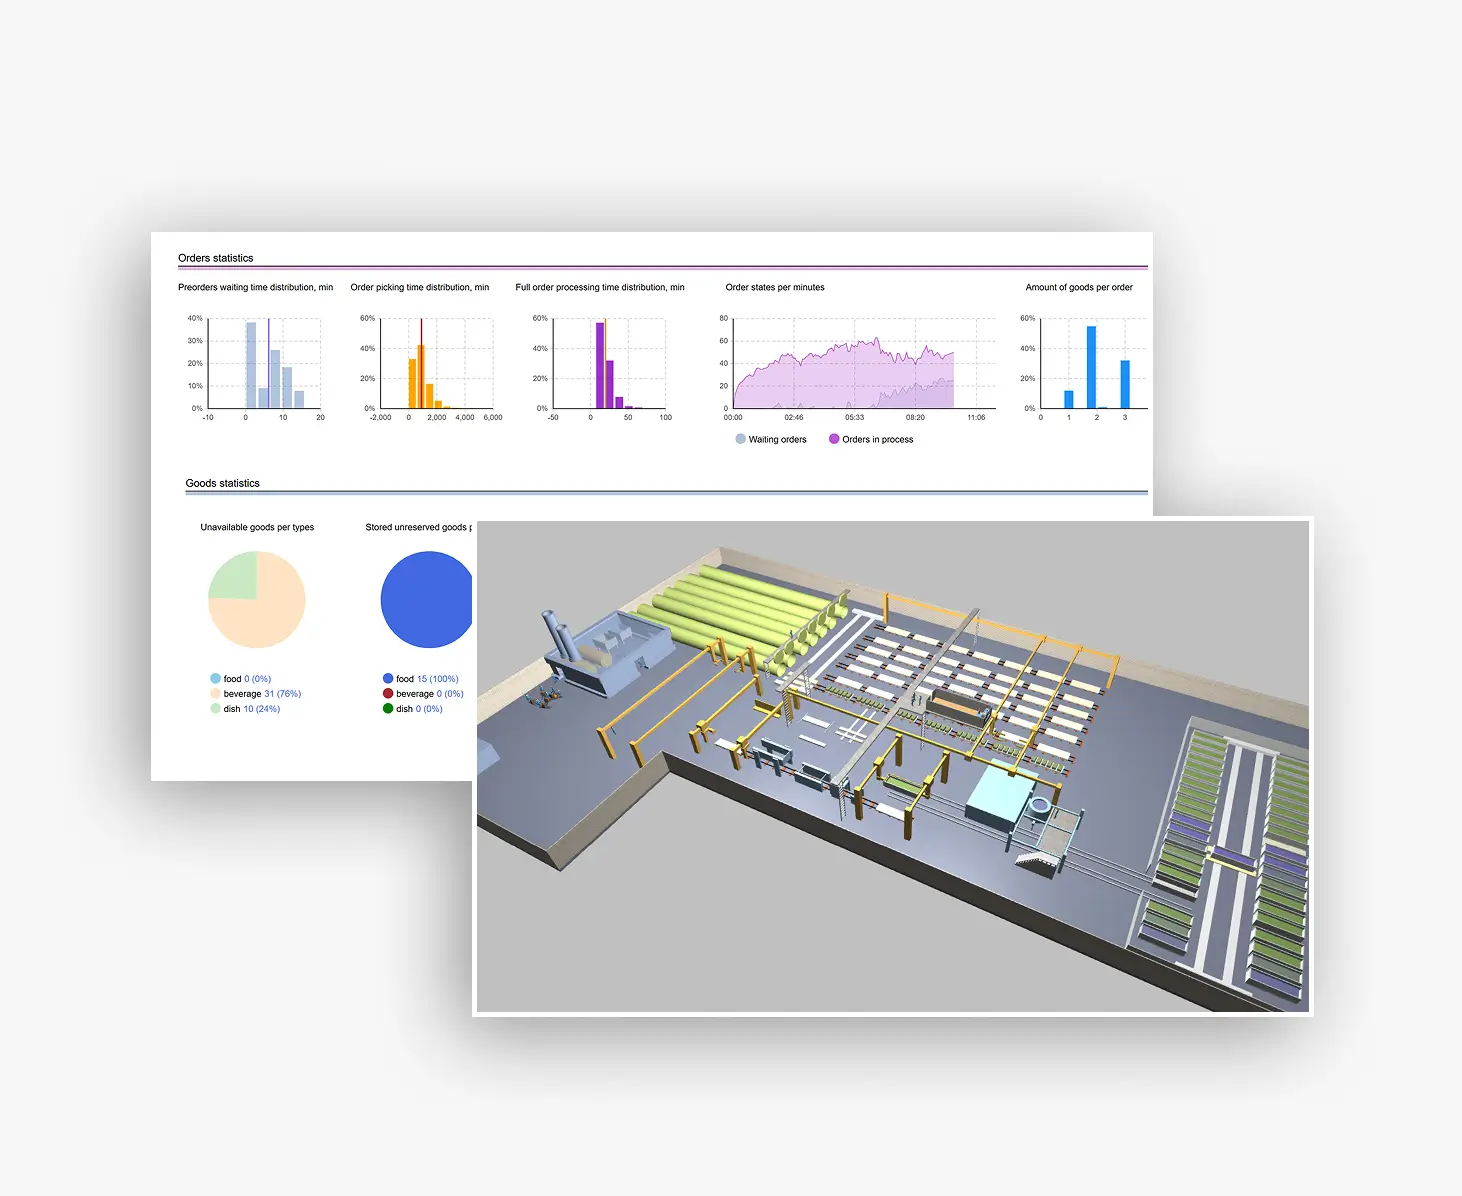 Orders statistics
Preorders waiting time distribution, min
40%
30%
20%
10%
0%
-10 0 10 20
Order picking time distribution, min
60%
40%
20%
0%
-2,000 0 2,000 4,000 6,000
Full order processing time distribution, min
60%
40%
20%
0%
-50 0 50 100
Order states per minutes
80
60
40
20
0
00:00 02:46 05:33 08:20 11:06
Waiting orders Orders in process
Amount of goods per order
60%
40%
20%
0%
0 1 2 3
Goods statistics
Unavailable goods per types
food 0 (0%)
beverage 31 (76%)
dish 10 (24%)
Stored unreserved goods
food 15 (100%)
beverage 0 (0%)
dish 0 (0%)